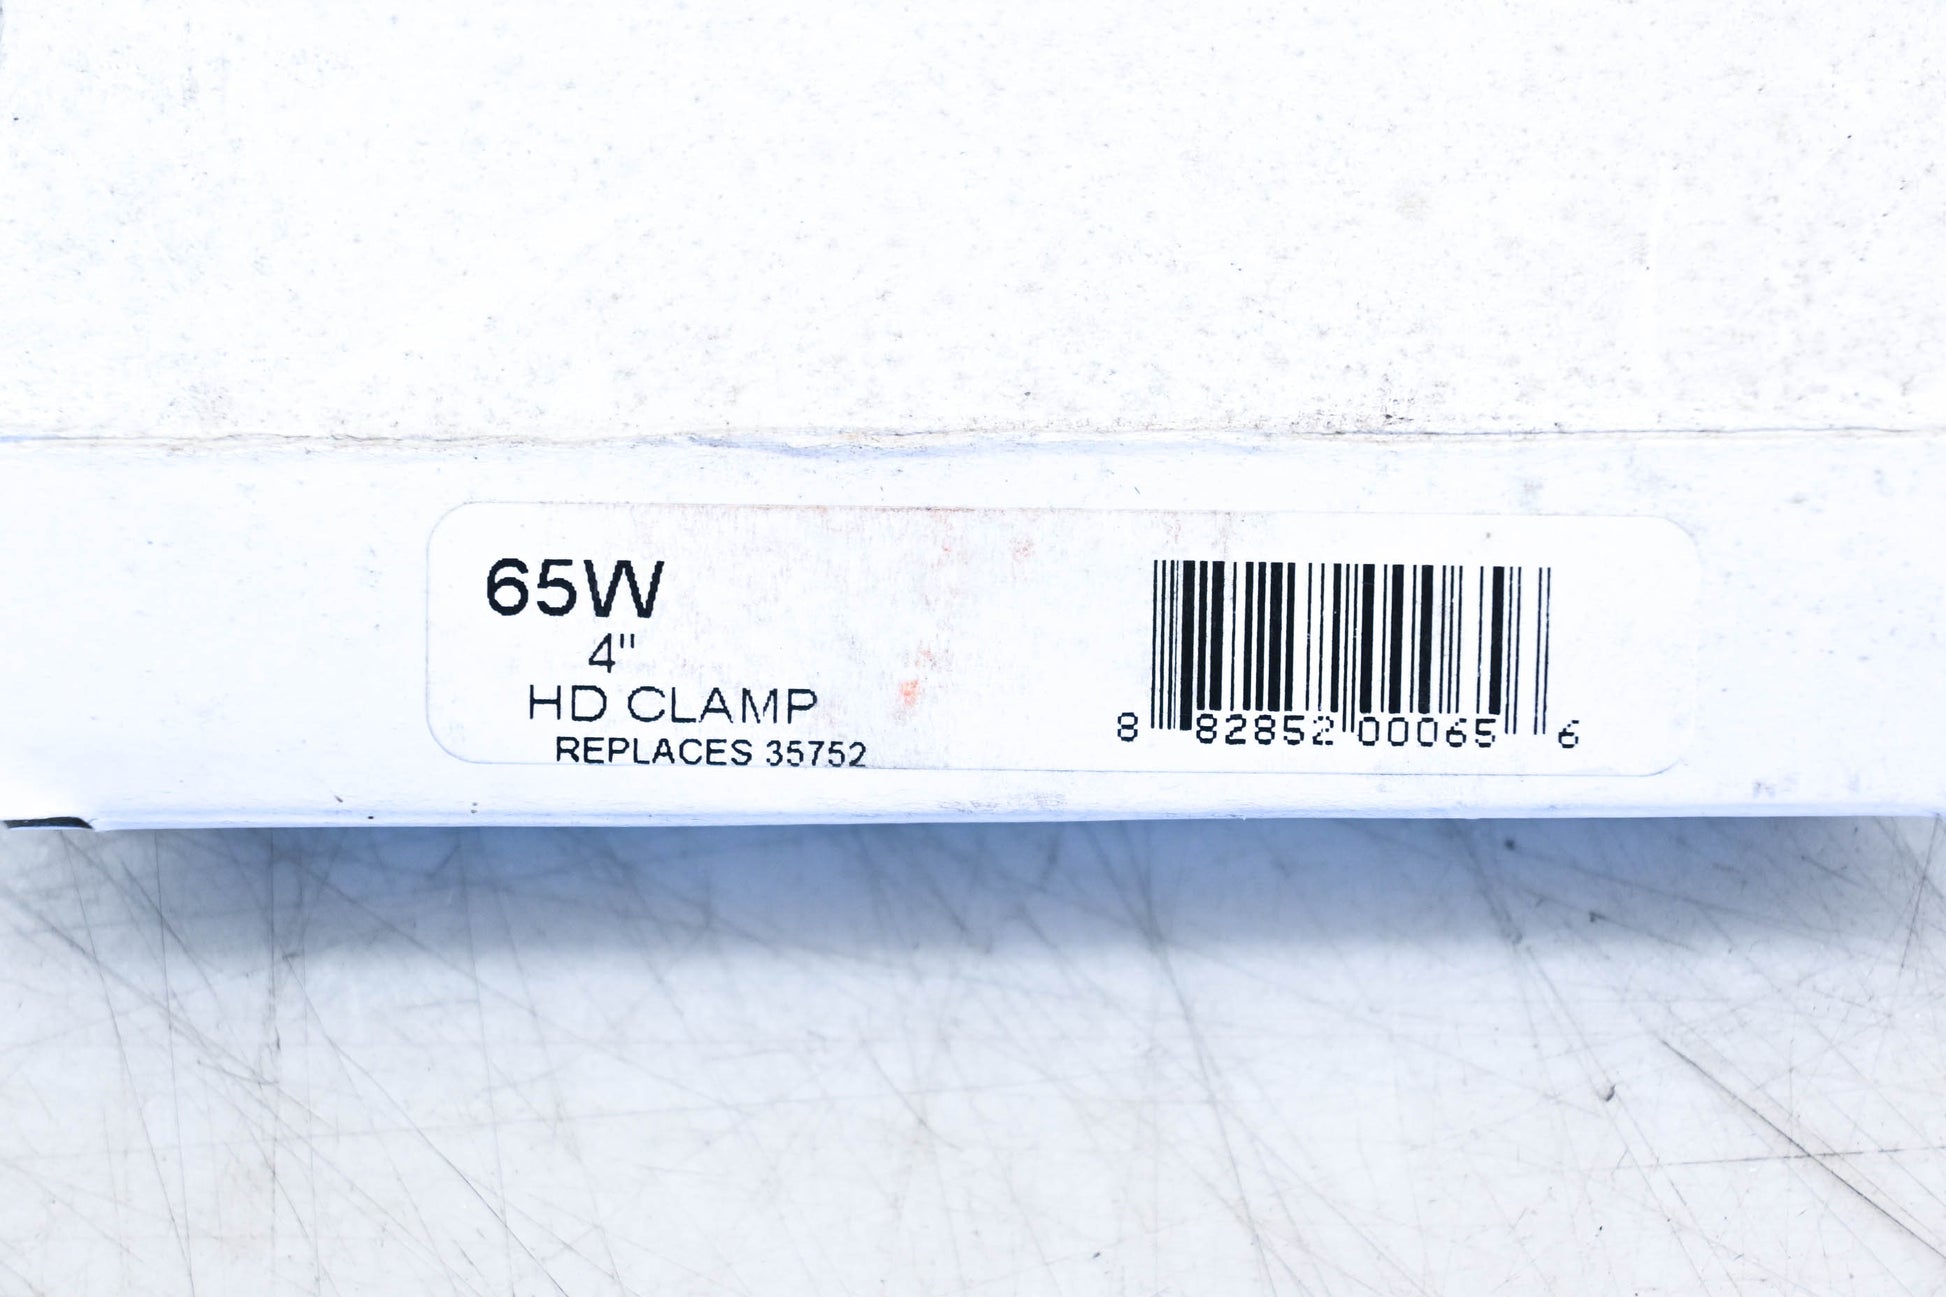 65W
4"
HD CLAMP
REPLACES 35752
8 82852 00065 6